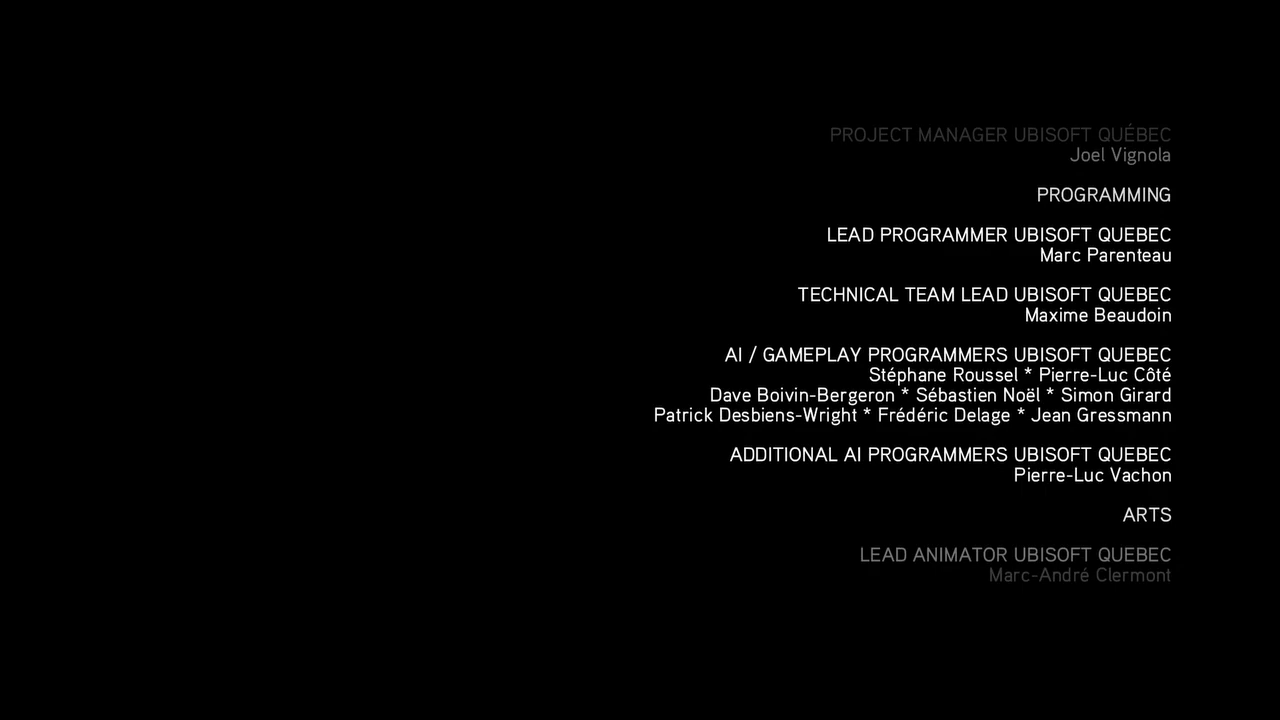 PROJECT MANAGER UBISOFT QUÉBEC
Joel Vignola
PROGRAMMING
LEAD PROGRAMMER UBISOFT QUEBEC
Marc Parenteau
TECHNICAL TEAM LEAD UBISOFT QUEBEC
Maxime Beaudoin
AI / GAMEPLAY PROGRAMMERS UBISOFT QUEBEC
Stéphane Roussel * Pierre-Luc Côté
Dave Boivin-Bergeron * Sébastien Noël * Simon Girard
Patrick Desbiens-Wright * Frédéric Delage * Jean Gressmann
ADDITIONAL AI PROGRAMMERS UBISOFT QUEBEC
Pierre-Luc Vachon
ARTS
LEAD ANIMATOR UBISOFT QUEBEC
Marc-André Clermont